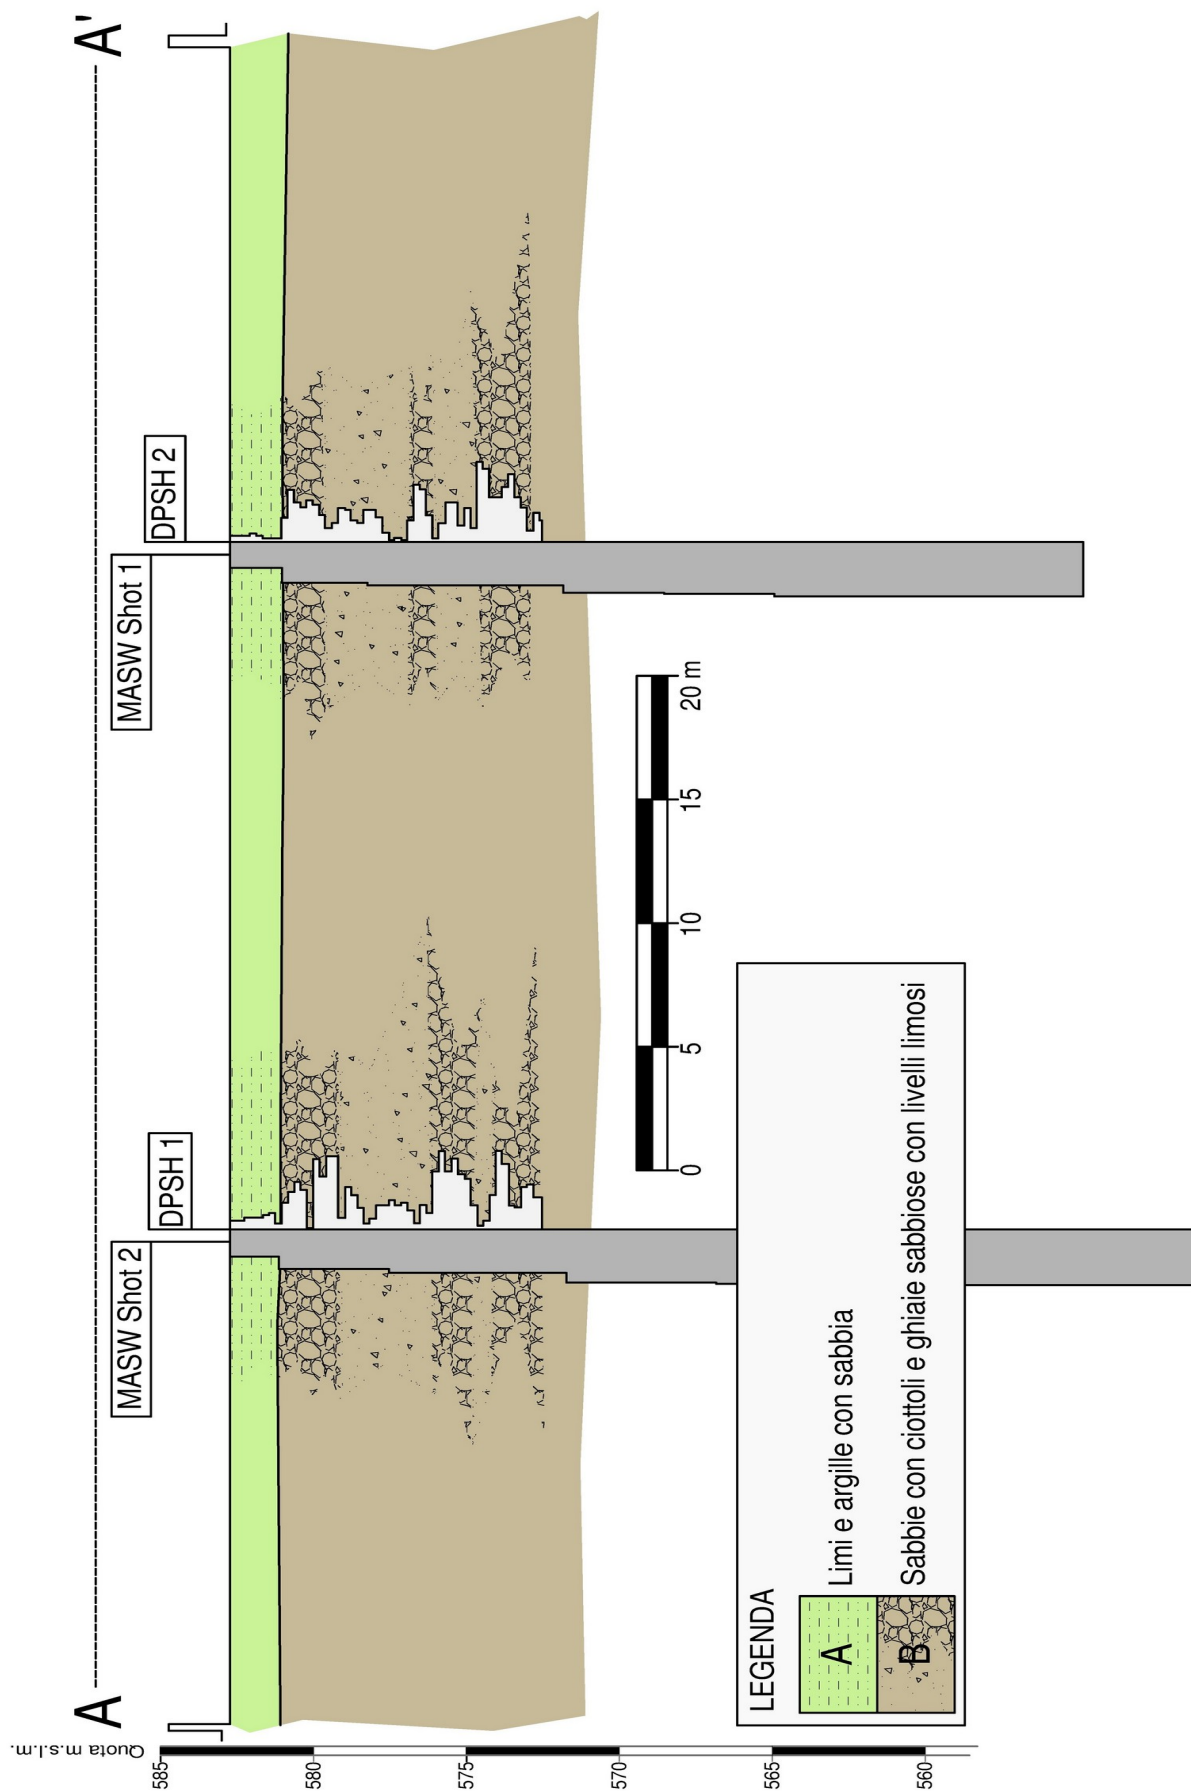 A
A'
MASW Shot 2
DPSH 1
MASW Shot 1
DPSH 2
Quota m.s.l.m.
585
580
575
570
565
560
0
5
10
15
20 m
LEGENDA
A
Limi e argille con sabbia
B
Sabbie con ciottoli e ghiaie sabbiose con livelli limosi